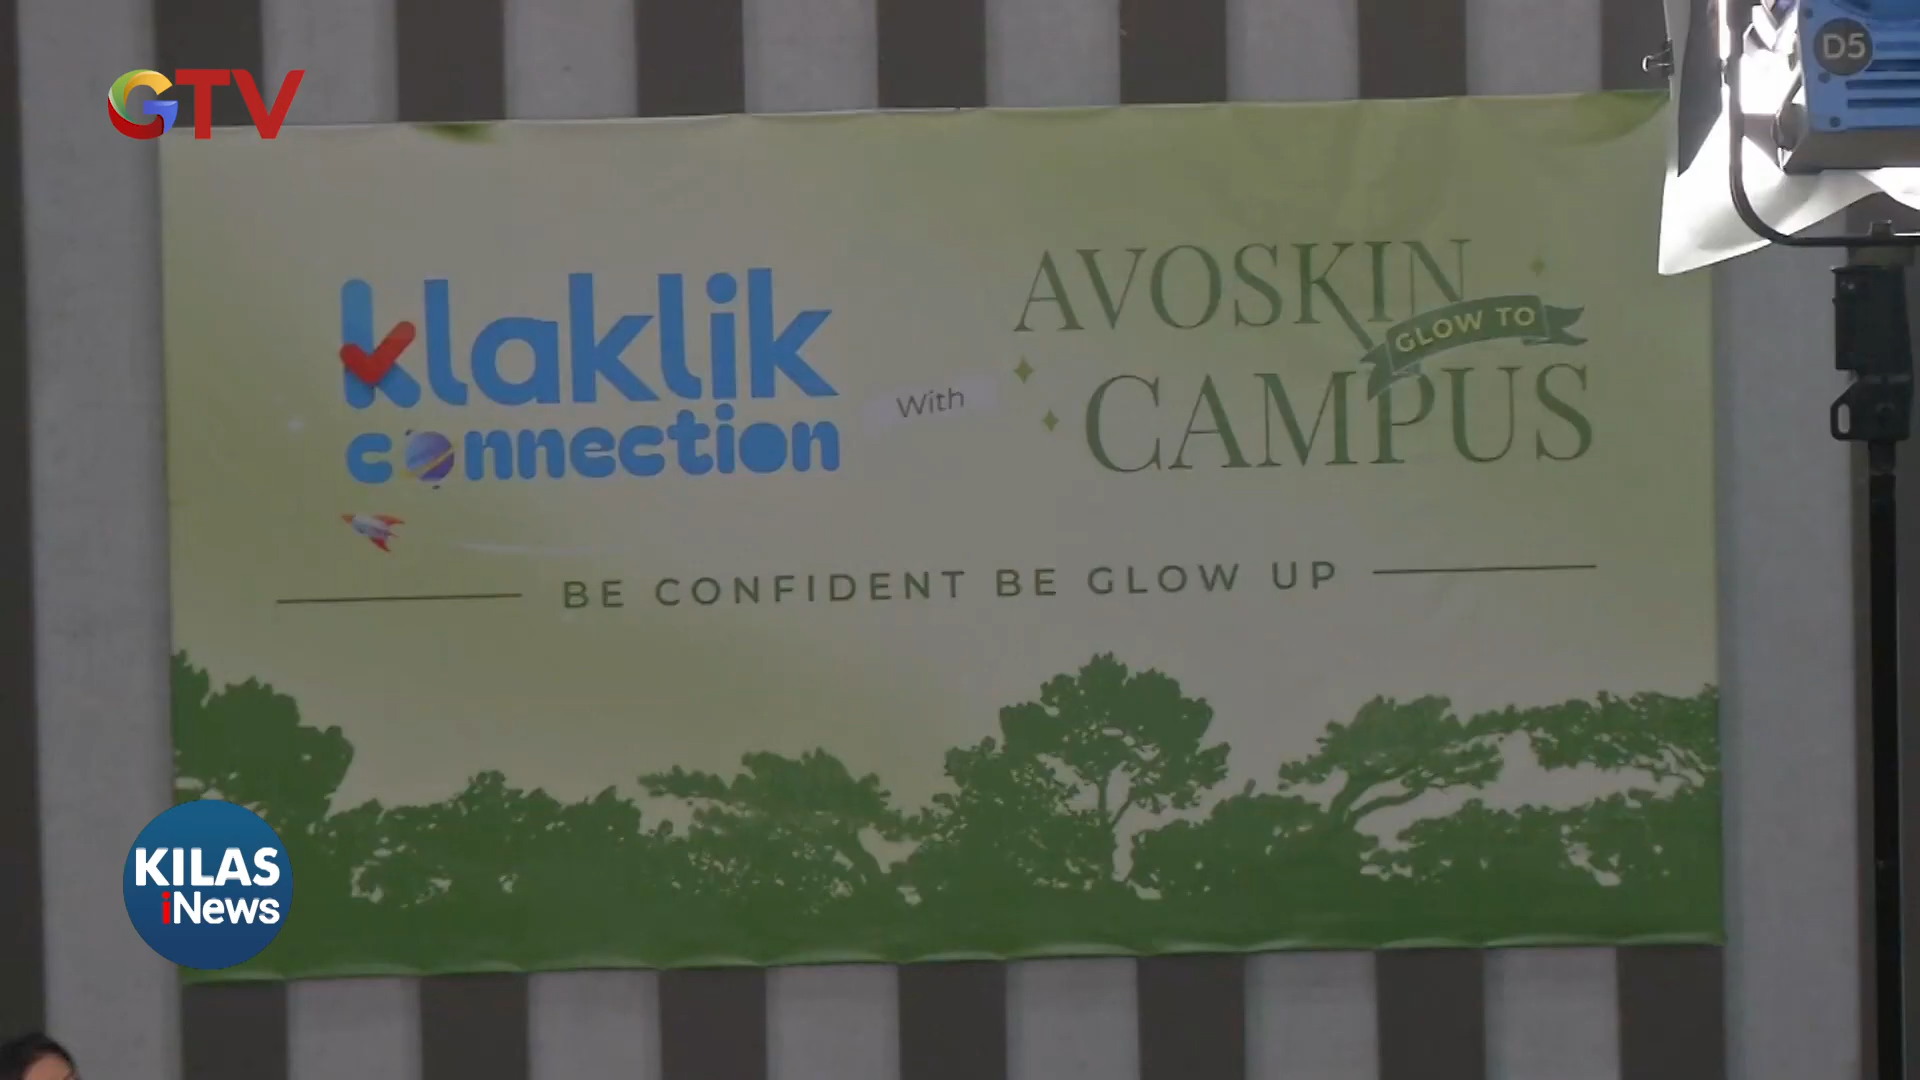 GTV
D5
klaklik
connection
With
AVOSKIN
GLOW TO
CAMPUS
BE CONFIDENT BE GLOW UP
KILAS
iNews